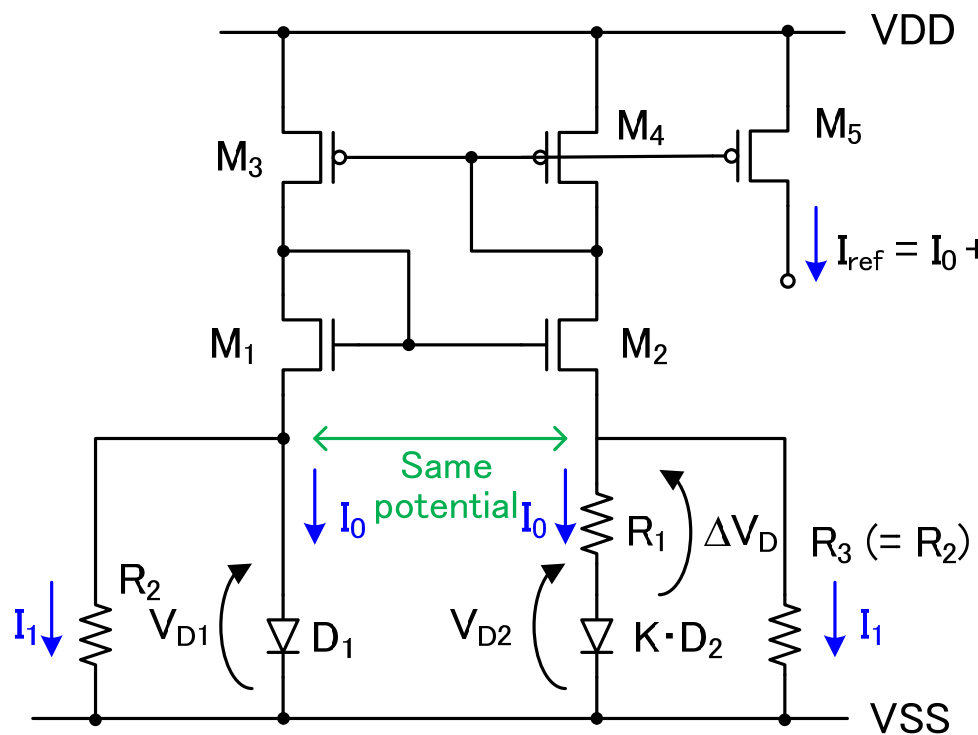 VDD
M4
M5
M3
Iref = I0 +
M1
M2
Same
potential
I0
I0
R1
ΔVD
R3 (= R2)
R2
I1
VD1
D1
VD2
K・D2
I1
VSS